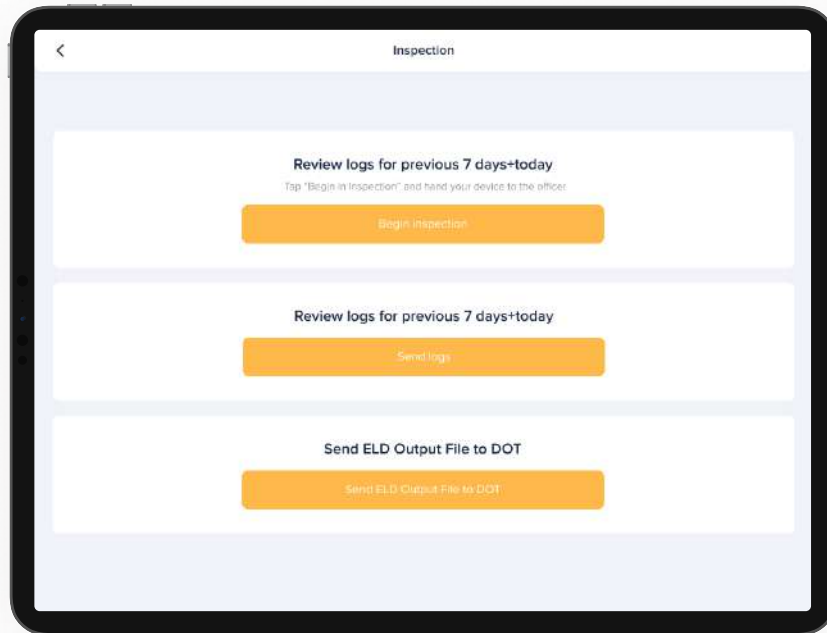 Inspection
Review logs for previous 7 days+today
Tap "Begin in Inspection" and hand your device to the officer
Begin inspection
Review logs for previous 7 days+today
Send logs
Send ELD Output File to DOT
Send ELD Output File to DOT